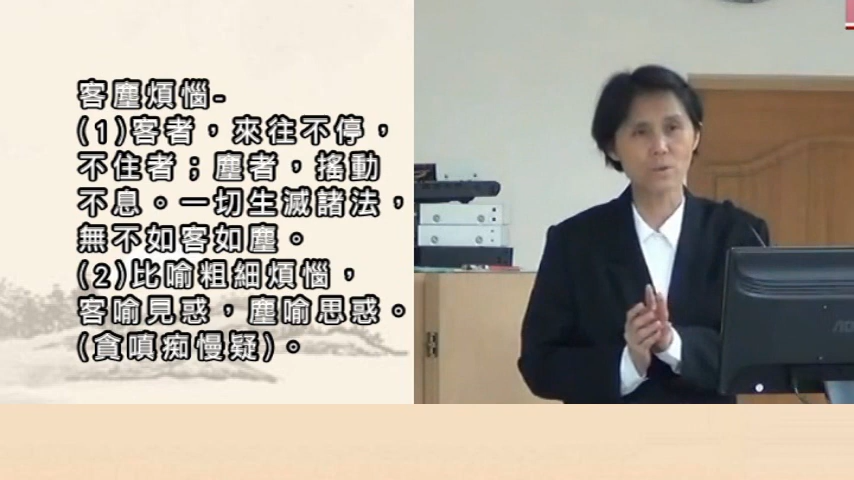 客塵煩惱-
(1)客者，來往不停，
不住者；塵者，搖動
不息。一切生滅諸法，
無不如客如塵。
(2)比喻粗細煩惱，
客喻見惑，塵喻思惑。
(貪嗔痴慢疑)。